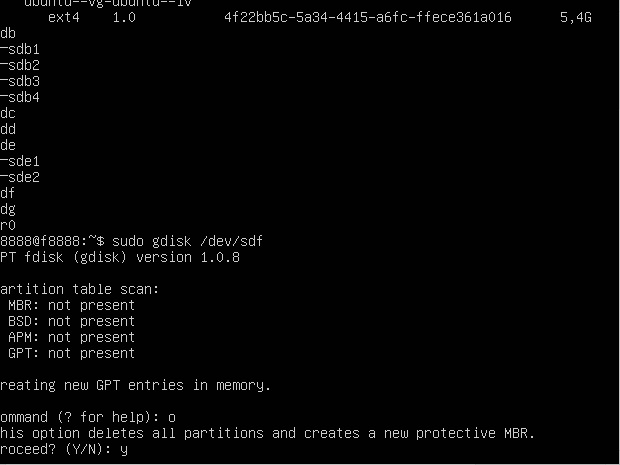 ubuntu--vg-ubuntu--lv
ext4 1.0 4f22bb5c-5a34-4415-a6fc-ffece361a016 5,4G
db
─sdb1
─sdb2
─sdb3
─sdb4
dc
dd
de
─sde1
─sde2
df
dg
r0
8888@f8888:~$ sudo gdisk /dev/sdf
PT fdisk (gdisk) version 1.0.8
artition table scan:
MBR: not present
BSD: not present
APM: not present
GPT: not present
reating new GPT entries in memory.
ommand (? for help): o
his option deletes all partitions and creates a new protective MBR.
roceed? (Y/N): y